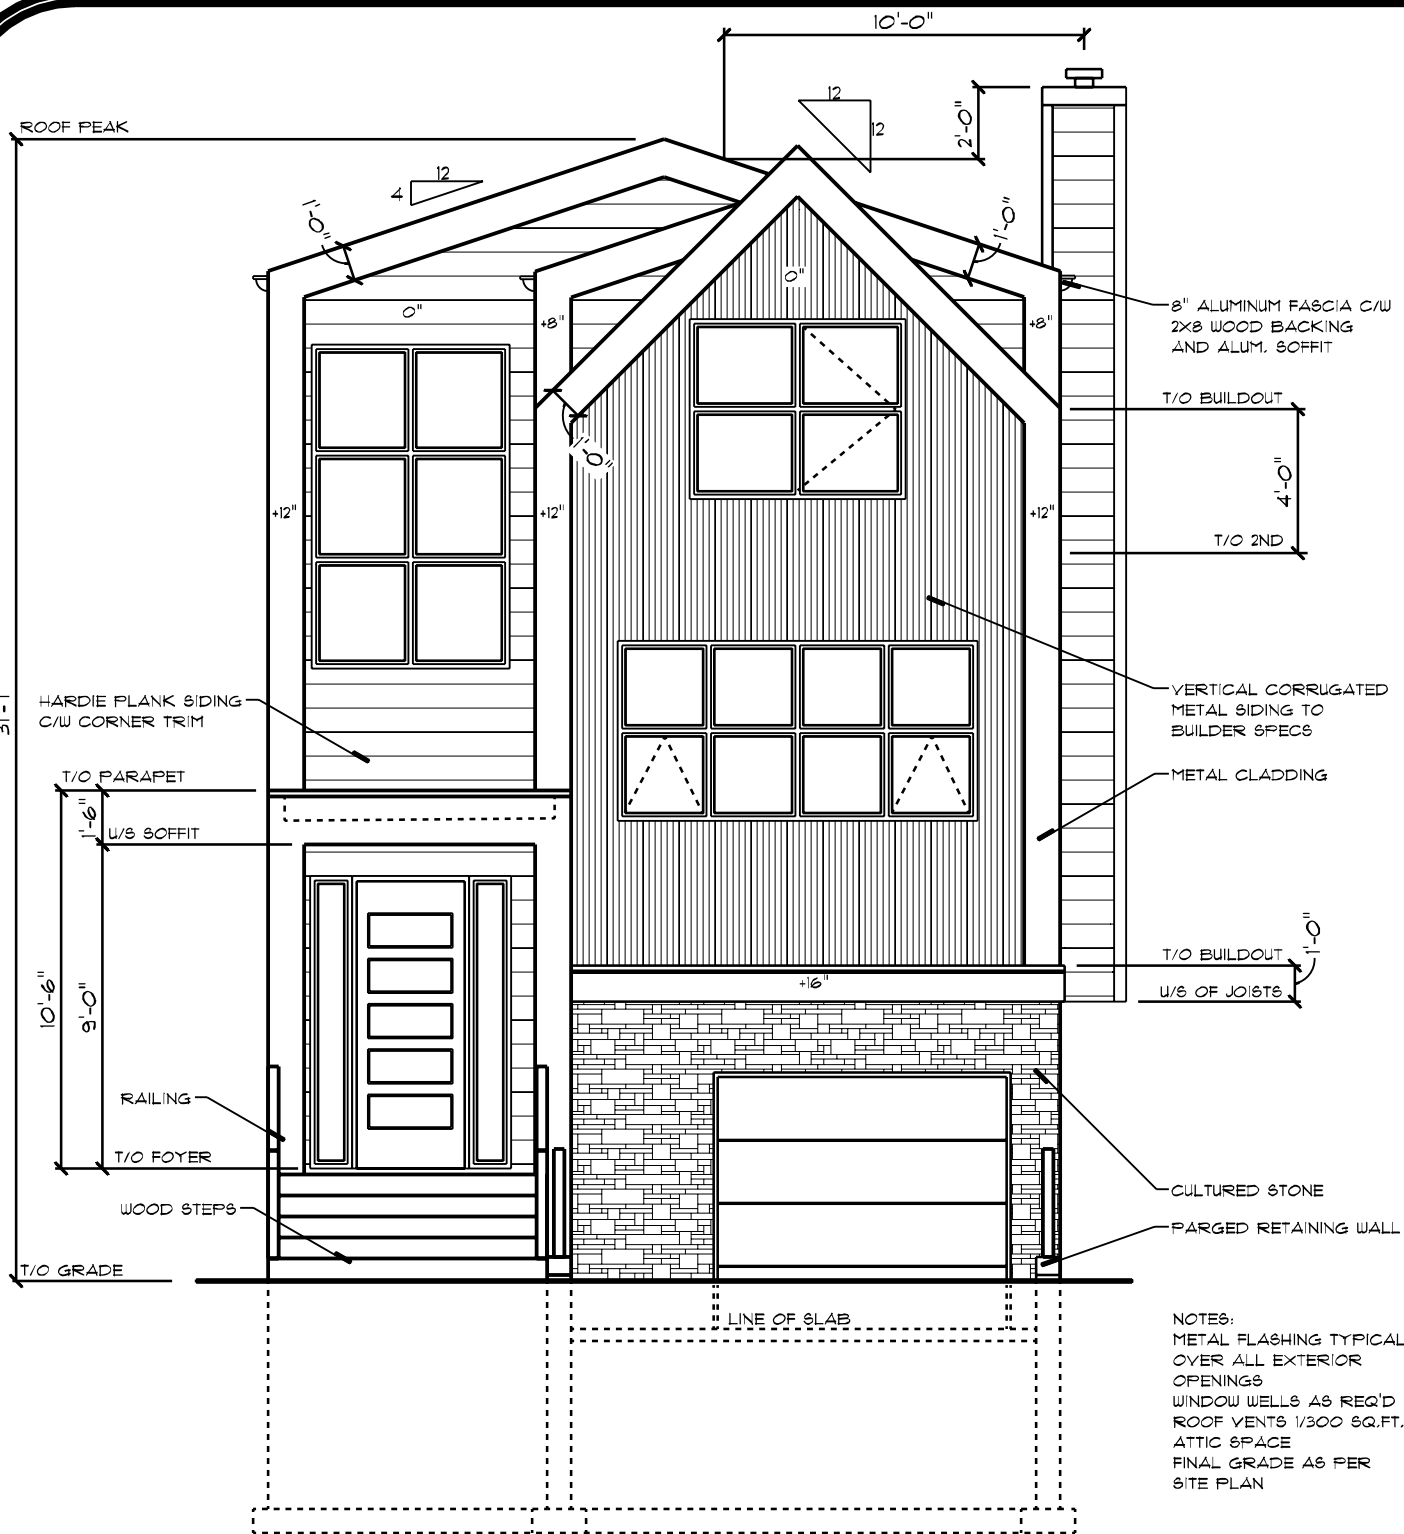 10'-0"
12
12
2'-0"
ROOF PEAK
12
4
1'-0"
1'-0"
0"
0"
+8"
+8"
8" ALUMINUM FASCIA C/W
2X8 WOOD BACKING
AND ALUM. SOFFIT
T/O BUILDOUT
4'-0"
1'-0"
+12"
+12"
+12"
T/O 2ND
HARDIE PLANK SIDING
C/W CORNER TRIM
VERTICAL CORRUGATED
METAL SIDING TO
BUILDER SPECS
METAL CLADDING
T/O PARAPET
1'-6"
U/S SOFFIT
10'-6"
9'-0"
T/O BUILDOUT
1'-0"
+16"
U/S OF JOISTS
RAILING
T/O FOYER
WOOD STEPS
CULTURED STONE
PARGED RETAINING WALL
T/O GRADE
LINE OF SLAB
NOTES:
METAL FLASHING TYPICAL
OVER ALL EXTERIOR
OPENINGS
WINDOW WELLS AS REQ'D
ROOF VENTS 1/300 SQ.FT.
ATTIC SPACE
FINAL GRADE AS PER
SITE PLAN